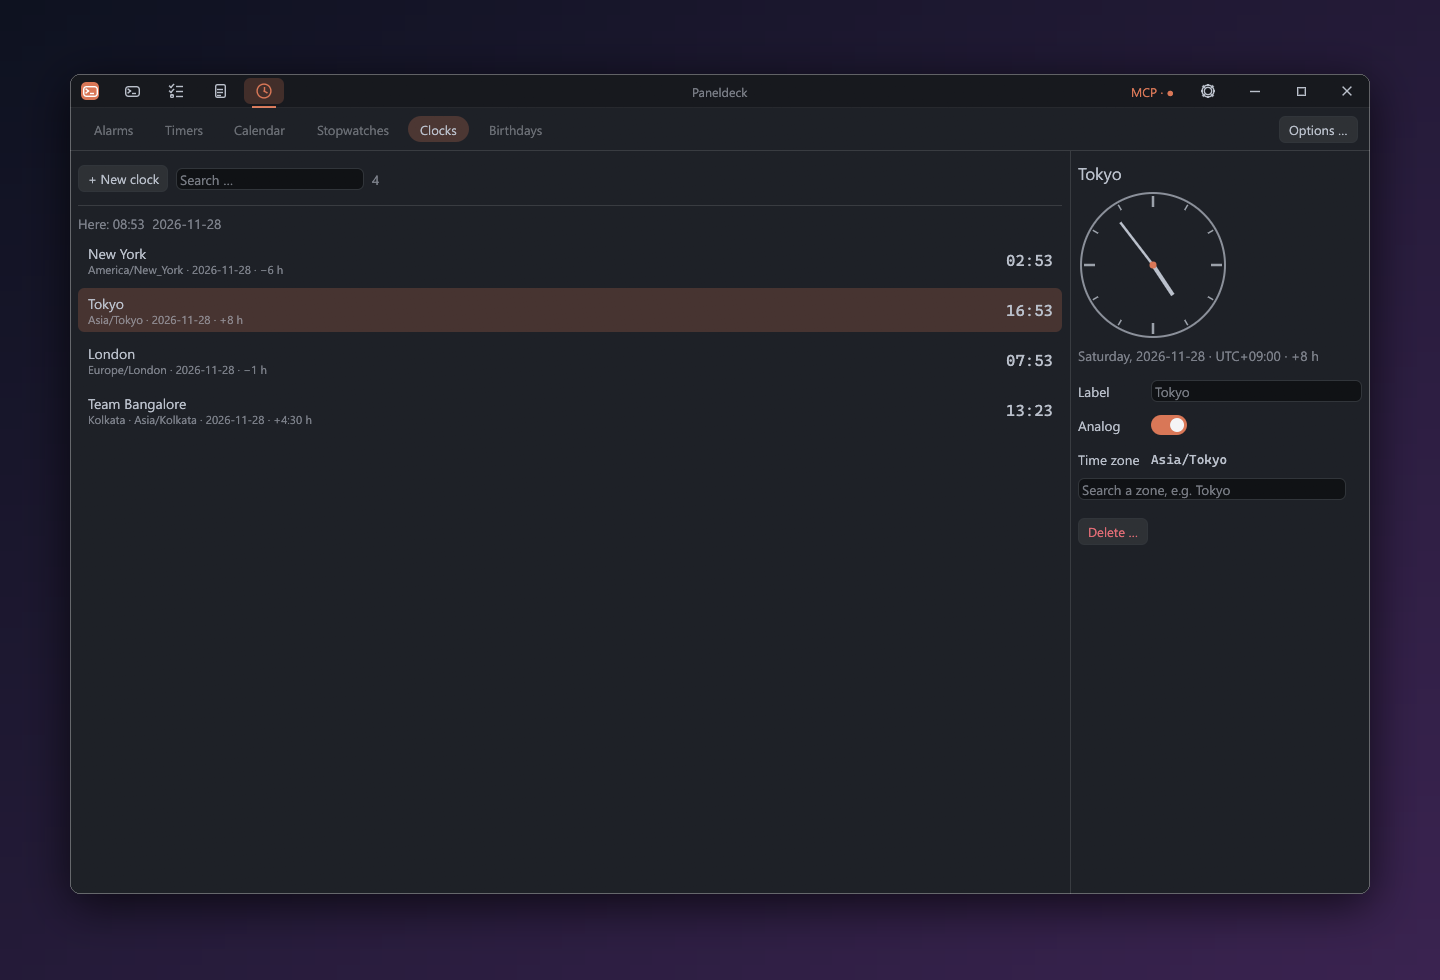 Paneldeck
MCP · ●
Alarms Timers Calendar Stopwatches Clocks Birthdays Options ...
+ New clock Search ... 4
Here: 08:53 2026-11-28
New York
America/New_York · 2026-11-28 · −6 h
02:53
Tokyo
Asia/Tokyo · 2026-11-28 · +8 h
16:53
London
Europe/London · 2026-11-28 · −1 h
07:53
Team Bangalore
Kolkata · Asia/Kolkata · 2026-11-28 · +4:30 h
13:23
Tokyo
Saturday, 2026-11-28 · UTC+09:00 · +8 h
Label Tokyo
Analog
Time zone Asia/Tokyo
Search a zone, e.g. Tokyo
Delete ...